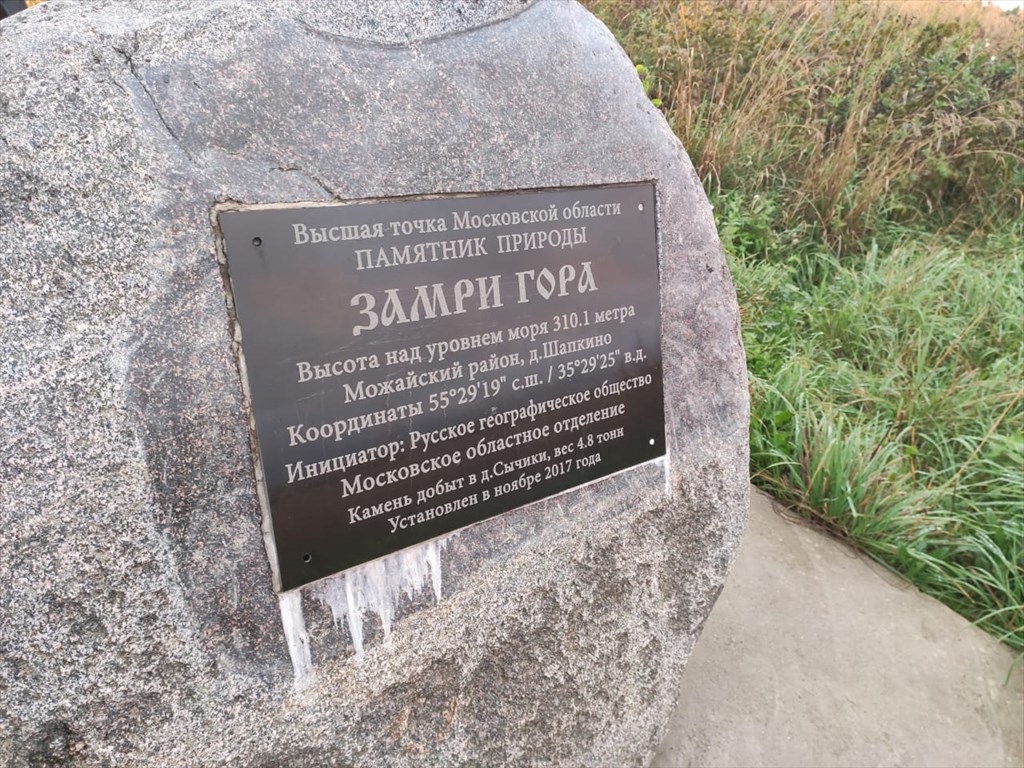 Высшая точка Московской области
ПАМЯТНИК ПРИРОДЫ
ЗАМРИ ГОРА
Высота над уровнем моря 310.1 метра
Можайский район, д.Шапкино
Координаты 55°29'19" с.ш. / 35°29'25" в.д.
Инициатор: Русское географическое общество
Московское областное отделение
Камень добыт в д.Сычики, вес 4.8 тонн
Установлен в ноябре 2017 года